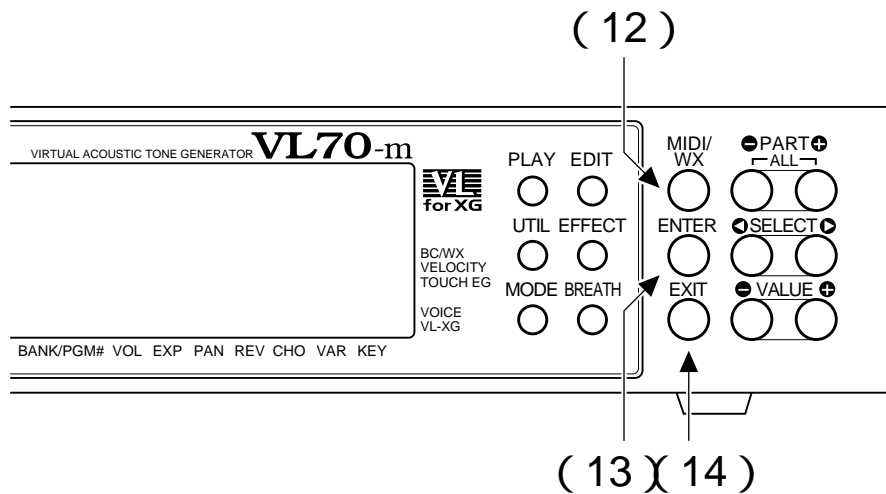 (12)
VIRTUAL ACOUSTIC TONE GENERATOR VL70-m
VL
for XG
PLAY EDIT
UTIL EFFECT
MODE BREATH
BC/WX
VELOCITY
TOUCH EG
VOICE
VL-XG
BANK/PGM# VOL EXP PAN REV CHO VAR KEY
MIDI/
WX
ENTER
EXIT
PART
ALL
SELECT
VALUE
(13)(14)